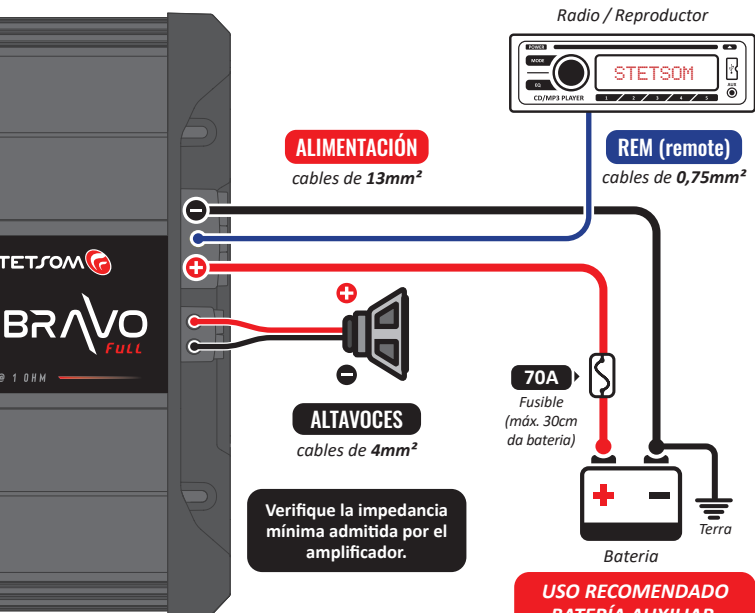 Radio / Reproductor
POWER
MODE
EQ
STETSOM
AUX
CD/MP3 PLAYER
1 2 3 4 5
ALIMENTACIÓN
cables de 13mm²
REM (remote)
cables de 0,75mm²
TETSOM
BRAVO
FULL
@ 1 OHM
ALTAVOCES
cables de 4mm²
70A
Fusible
(máx. 30cm
da bateria)
Verifique la impedancia
mínima admitida por el
amplificador.
Terra
Bateria
USO RECOMENDADO
BATERÍA AUXILIAR